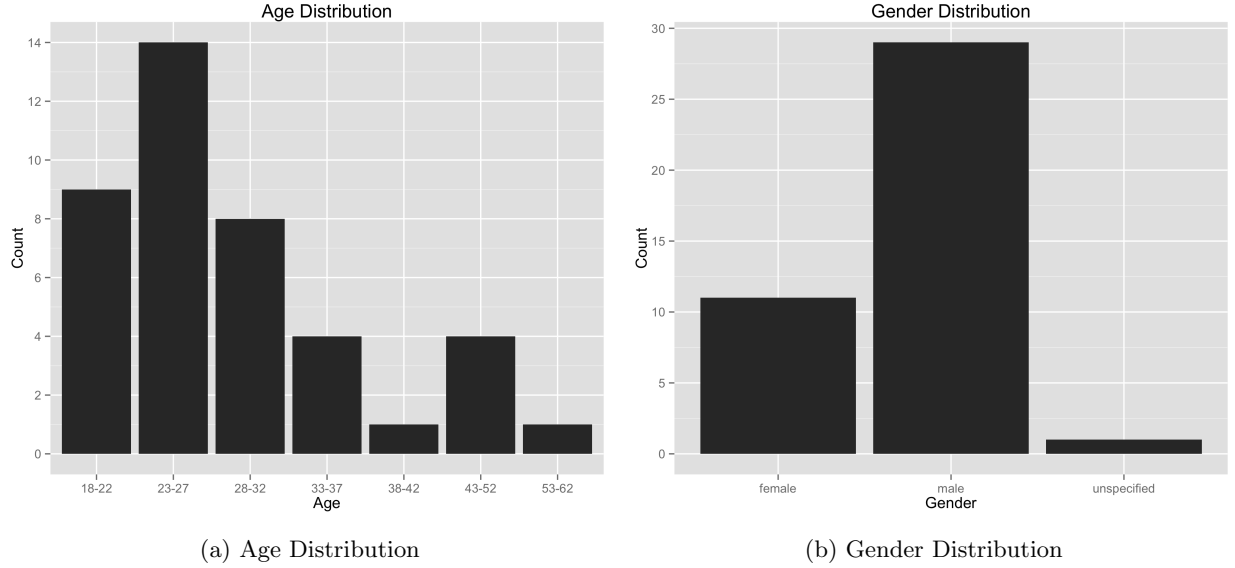 Age Distribution
14
12
10
8
6
4
2
0
Count
18-22 23-27 28-32 33-37 38-42 43-52 53-62
Age
(a) Age Distribution
Gender Distribution
30
25
20
15
10
5
0
Count
female male unspecified
Gender
(b) Gender Distribution